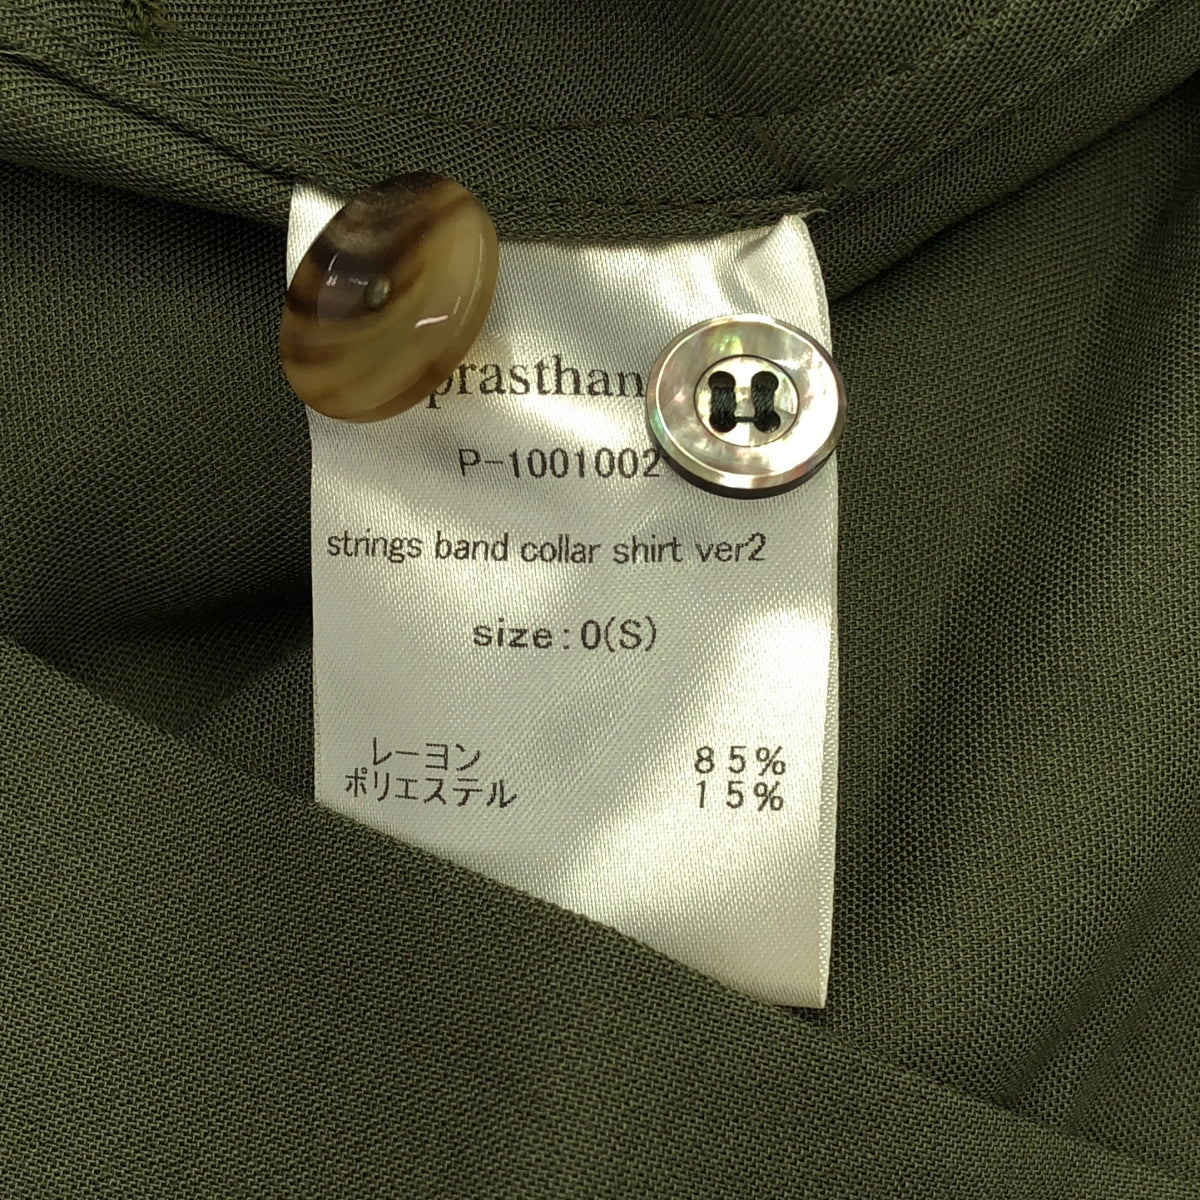 prasthan
P-1001002
strings band collar shirt ver2
size:0(S)
レーヨン 85%
ポリエステル 15%